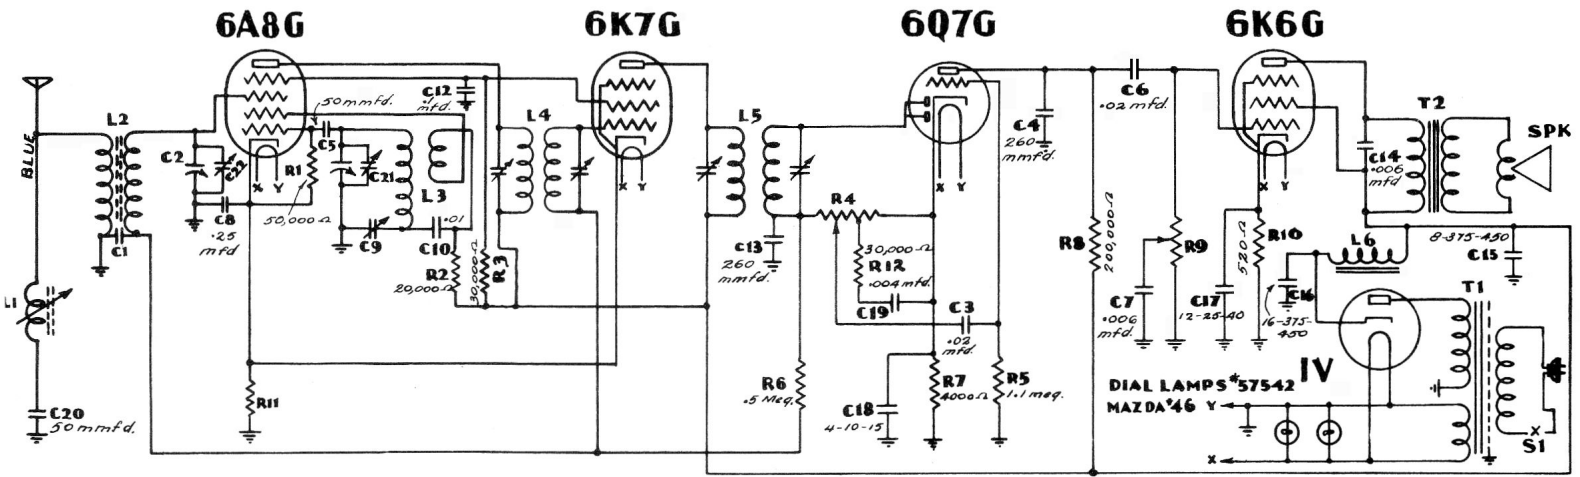 6A8G 6K7G 6Q7G 6K6G
BLUE
L2
C2
C22
R1
50 mmfd.
C5
C21
L3
C12
.1
mfd.
L4
L5
C4
260
mmfd.
C6
.02 mfd.
T2
SPK
C14
.006
mfd
X Y
X Y
X Y
X Y
C8
.25
mfd
C1
50,000 Ω
C9
C10
.01
R2
20,000 Ω
30,000 Ω
R3
R4
C13
260
mmfd.
30,000 Ω
R12
.004 mfd.
C19
C3
.02
mfd.
R8
200,000 Ω
R9
C7
.006
mfd.
R10
520 Ω
C17
12-25-40
L6
8-375-450
C15
C16
16-375-
450
T1
L1
R11
C20
50 mmfd.
R6
.5 Meg.
C18
4-10-15
R7
4000 Ω
R5
1.1 meg.
1V
DIAL LAMPS #57542
MAZDA #46 Y
X
X
S1